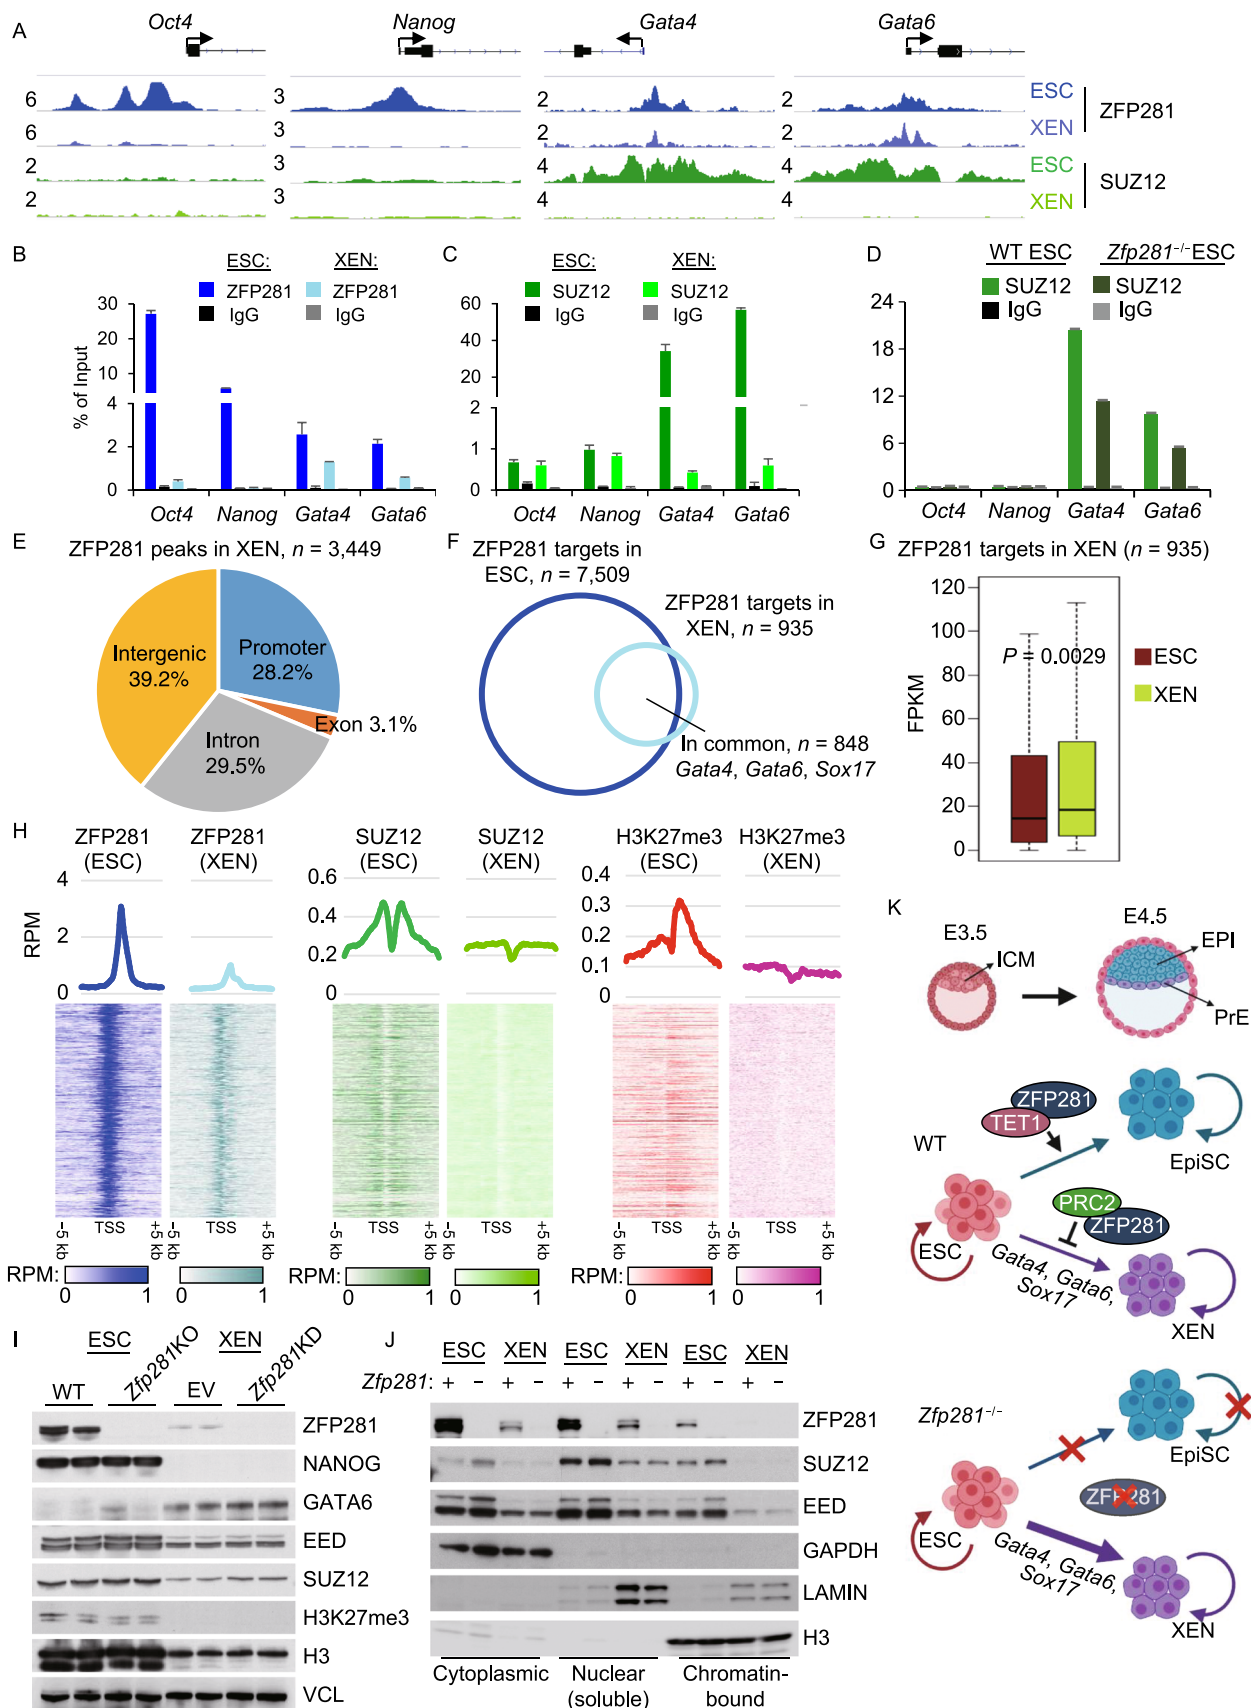 A
Oct4
Nanog
Gata4
Gata6
6
3
2
2
ESC
ZFP281
6
3
2
2
XEN
2
3
4
4
ESC
SUZ12
2
3
4
4
XEN
B
ESC:
XEN:
ZFP281
ZFP281
IgG
IgG
% of Input
30
20
10
4
2
0
Oct4
Nanog
Gata4
Gata6
C
ESC:
XEN:
SUZ12
SUZ12
IgG
IgG
60
40
20
2
1
0
Oct4
Nanog
Gata4
Gata6
D
WT ESC
Zfp281−/−ESC
SUZ12
SUZ12
IgG
IgG
24
18
12
6
0
Oct4
Nanog
Gata4
Gata6
E
ZFP281 peaks in XEN, n = 3,449
Intergenic
39.2%
Promoter
28.2%
Exon 3.1%
Intron
29.5%
F
ZFP281 targets in
ESC, n = 7,509
ZFP281 targets in
XEN, n = 935
In common, n = 848
Gata4, Gata6, Sox17
G
ZFP281 targets in XEN (n = 935)
FPKM
120
100
80
60
40
20
0
P = 0.0029
ESC
XEN
H
ZFP281
(ESC)
ZFP281
(XEN)
SUZ12
(ESC)
SUZ12
(XEN)
H3K27me3
(ESC)
H3K27me3
(XEN)
RPM
4
2
0
0.6
0.4
0.2
0
0.4
0.3
0.2
0.1
0
−5 kb
TSS
+5 kb
−5 kb
TSS
+5 kb
−5 kb
TSS
+5 kb
−5 kb
TSS
+5 kb
−5 kb
TSS
+5 kb
−5 kb
TSS
+5 kb
RPM:
0
1
0
1
RPM:
0
1
0
1
RPM:
0
1
0
1
I
ESC
XEN
WT
Zfp281KO
EV
Zfp281KD
ZFP281
NANOG
GATA6
EED
SUZ12
H3K27me3
H3
VCL
J
ESC
XEN
ESC
XEN
ESC
XEN
Zfp281:
+ − + − + − + − + − + −
ZFP281
SUZ12
EED
GAPDH
LAMIN
H3
Cytoplasmic
Nuclear
(soluble)
Chromatin-
bound
K
E3.5
E4.5
ICM
EPI
PrE
WT
ZFP281
TET1
EpiSC
PRC2
ZFP281
ESC
Gata4, Gata6,
Sox17
XEN
Zfp281−/−
EpiSC
ZFP281
ESC
Gata4, Gata6,
Sox17
XEN